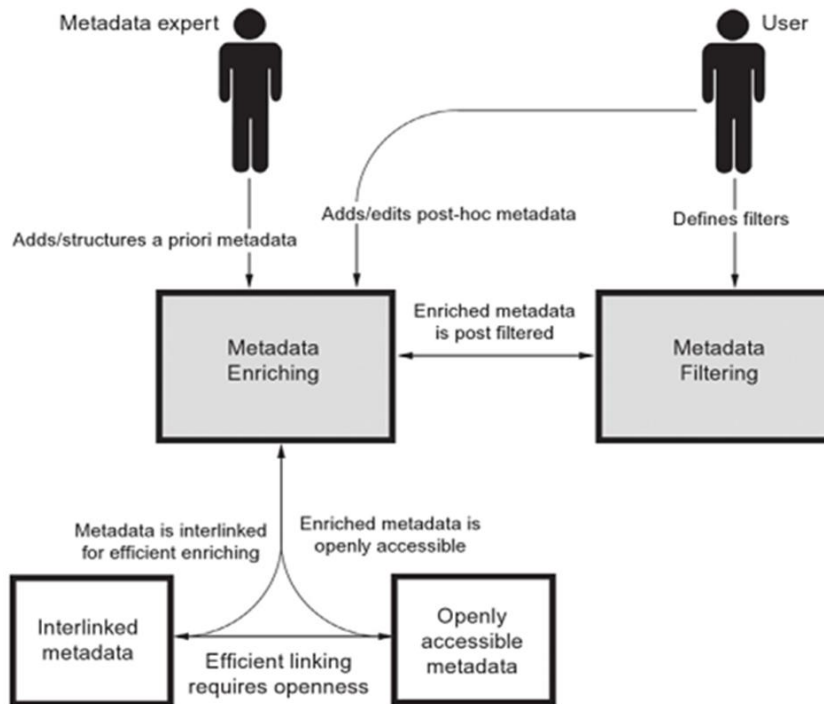 Metadata expert
User
Adds/edits post-hoc metadata
Defines filters
Adds/structures a priori metadata
Metadata
Enriching
Enriched metadata
is post filtered
Metadata
Filtering
Metadata is interlinked
for efficient enriching
Enriched metadata is
openly accessible
Interlinked
metadata
Efficient linking
requires openness
Openly
accessible
metadata